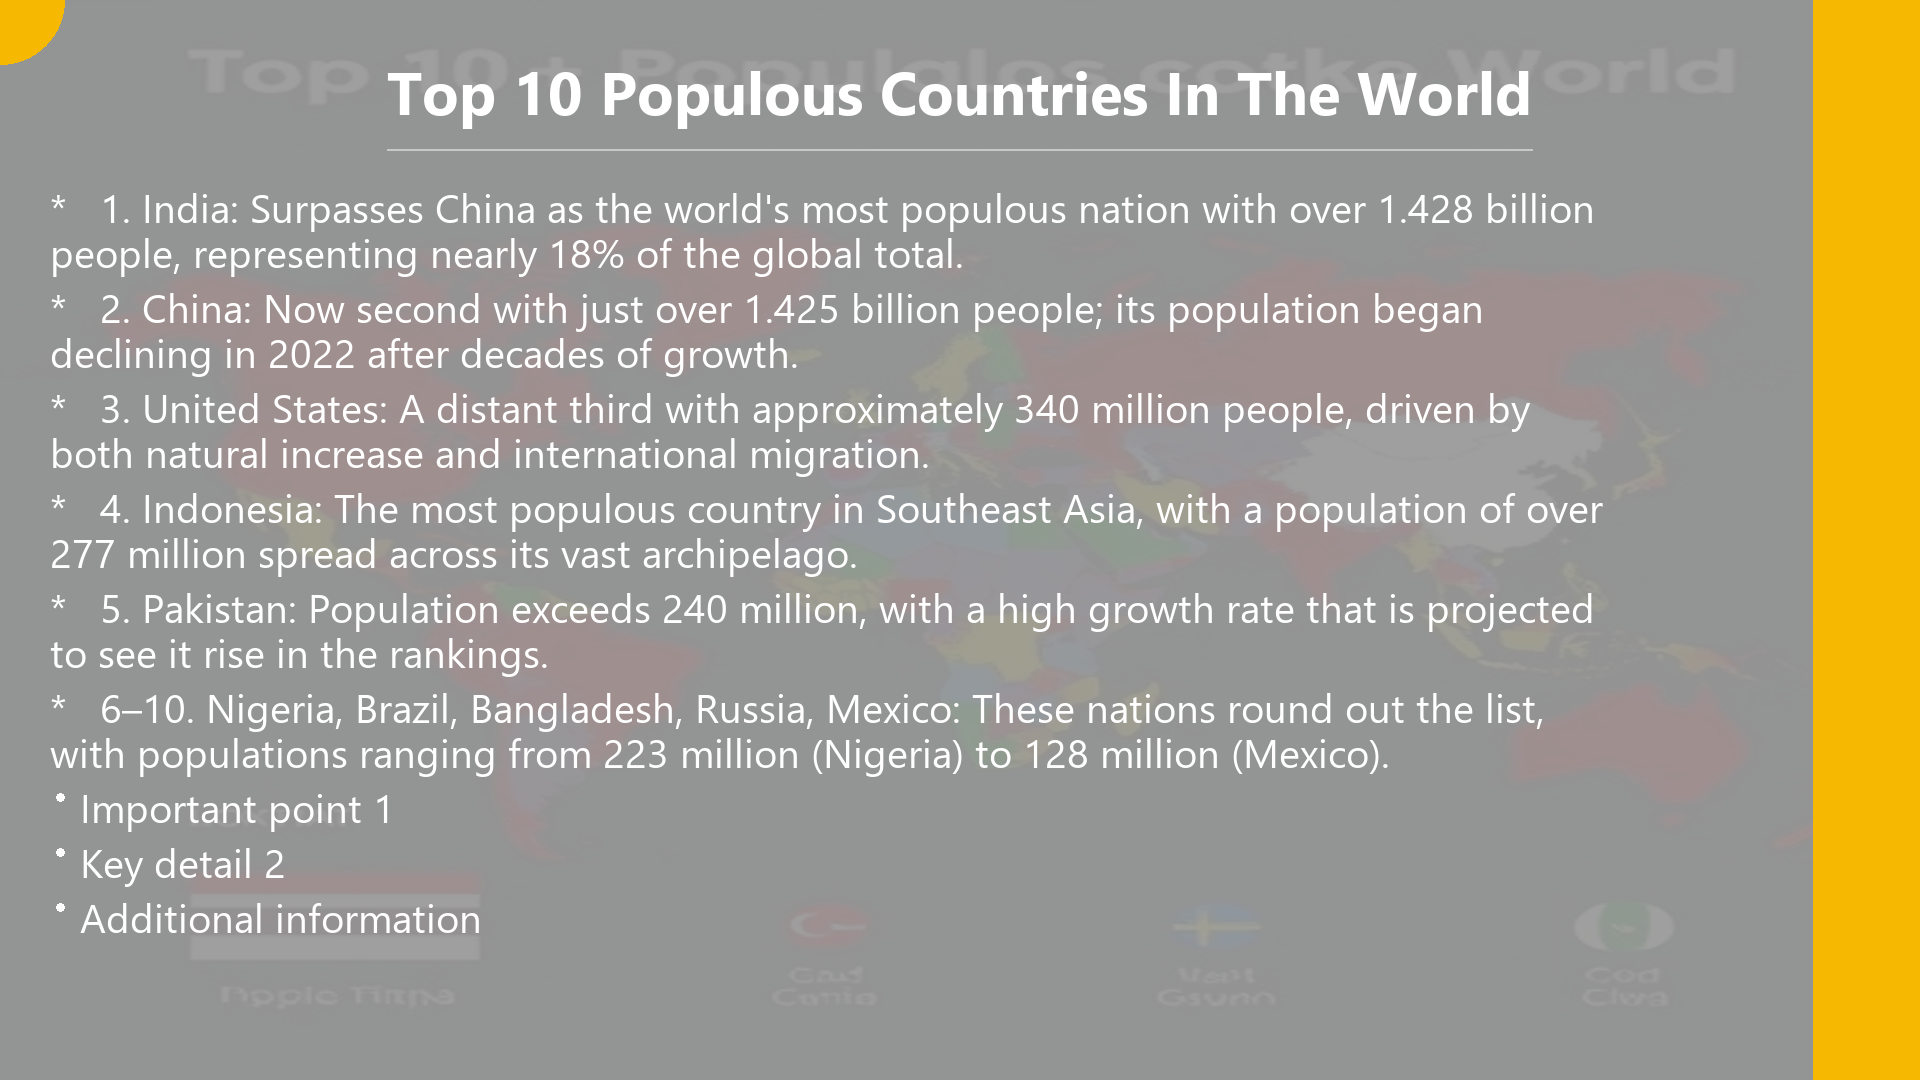 Top 10 Populous Countries In The World
* 1. India: Surpasses China as the world's most populous nation with over 1.428 billion
people, representing nearly 18% of the global total.
* 2. China: Now second with just over 1.425 billion people; its population began
declining in 2022 after decades of growth.
* 3. United States: A distant third with approximately 340 million people, driven by
both natural increase and international migration.
* 4. Indonesia: The most populous country in Southeast Asia, with a population of over
277 million spread across its vast archipelago.
* 5. Pakistan: Population exceeds 240 million, with a high growth rate that is projected
to see it rise in the rankings.
* 6–10. Nigeria, Brazil, Bangladesh, Russia, Mexico: These nations round out the list,
with populations ranging from 223 million (Nigeria) to 128 million (Mexico).
• Important point 1
• Key detail 2
• Additional information